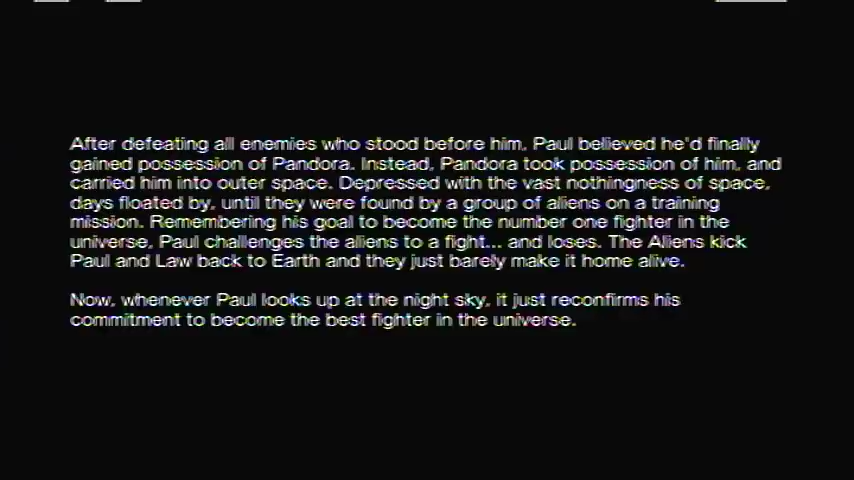 After defeating all enemies who stood before him, Paul believed he'd finally
gained possession of Pandora. Instead, Pandora took possession of him, and
carried him into outer space. Depressed with the vast nothingness of space,
days floated by, until they were found by a group of aliens on a training
mission. Remembering his goal to become the number one fighter in the
universe, Paul challenges the aliens to a fight... and loses. The Aliens kick
Paul and Law back to Earth and they just barely make it home alive.
Now, whenever Paul looks up at the night sky, it just reconfirms his
commitment to become the best fighter in the universe.